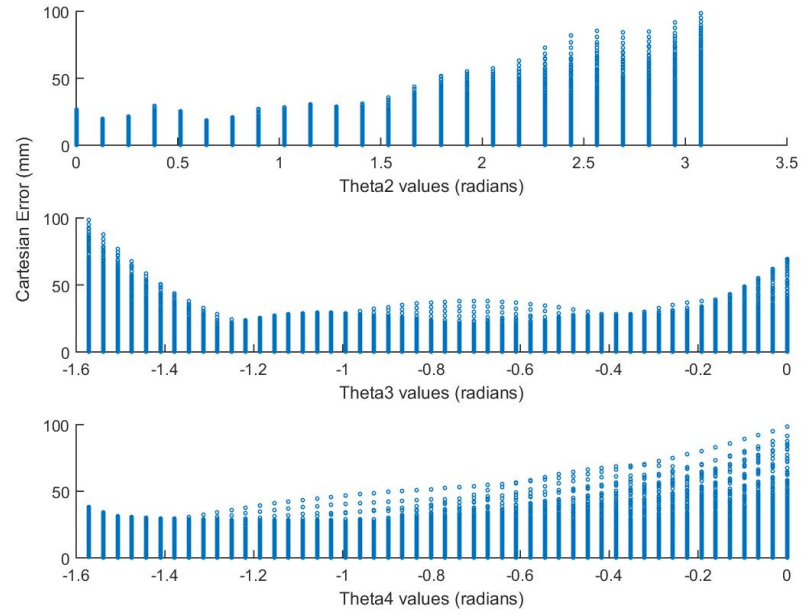 100
50
0
0 0.5 1 1.5 2 2.5 3 3.5
Theta2 values (radians)
Cartesian Error (mm)
100
50
0
-1.6 -1.4 -1.2 -1 -0.8 -0.6 -0.4 -0.2 0
Theta3 values (radians)
100
50
0
-1.6 -1.4 -1.2 -1 -0.8 -0.6 -0.4 -0.2 0
Theta4 values (radians)